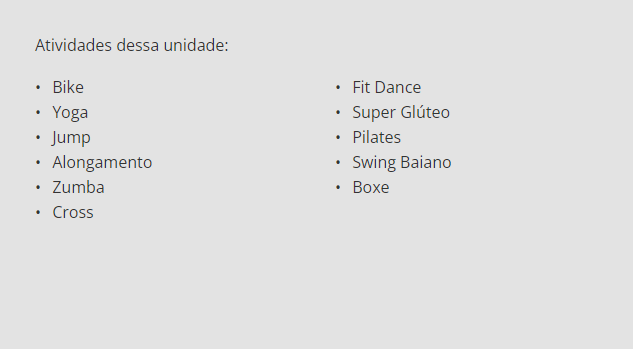 Atividades dessa unidade:
• Bike
• Yoga
• Jump
• Alongamento
• Zumba
• Cross
• Fit Dance
• Super Glúteo
• Pilates
• Swing Baiano
• Boxe